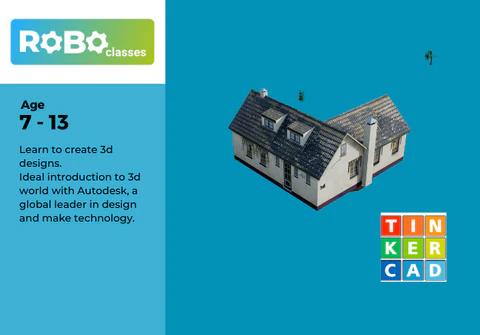 ROBO
classes
Age
7 - 13
Learn to create 3d
designs.
Ideal introduction to 3d
world with Autodesk, a
global leader in design
and make technology.
TIN
KER
CAD